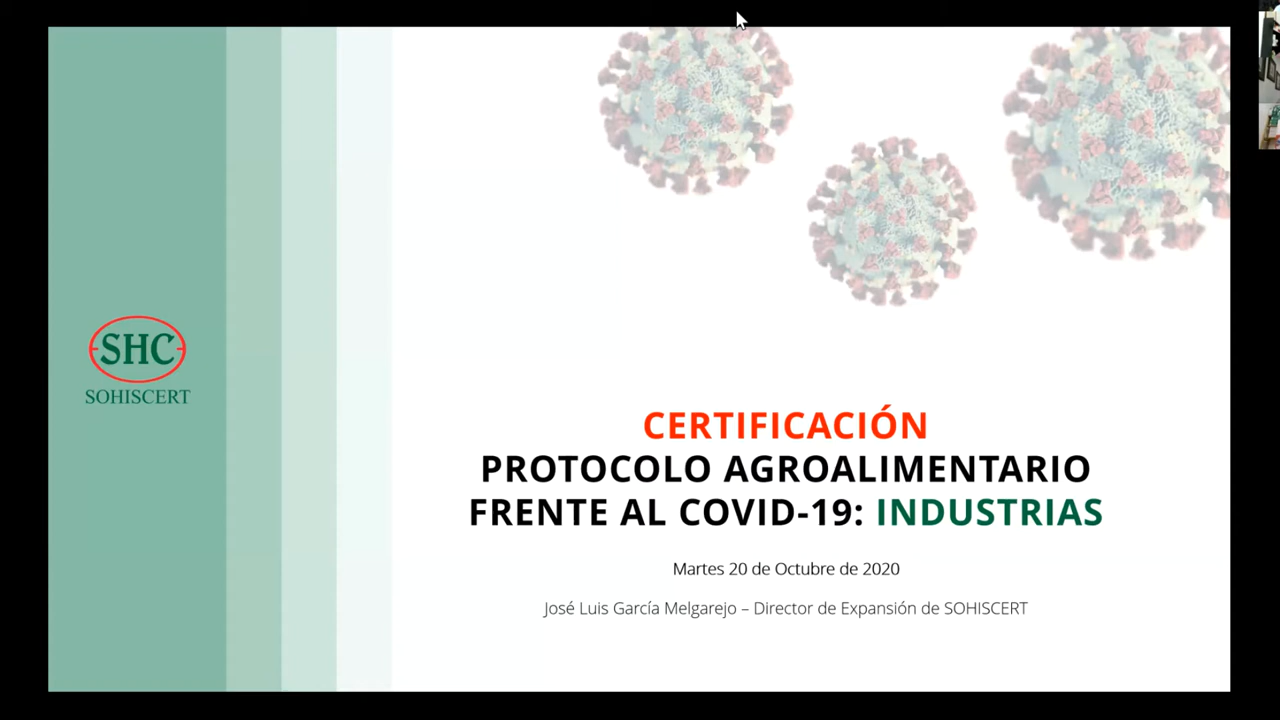 SHC
SOHISCERT
CERTIFICACIÓN
PROTOCOLO AGROALIMENTARIO
FRENTE AL COVID-19: INDUSTRIAS
Martes 20 de Octubre de 2020
José Luis García Melgarejo – Director de Expansión de SOHISCERT